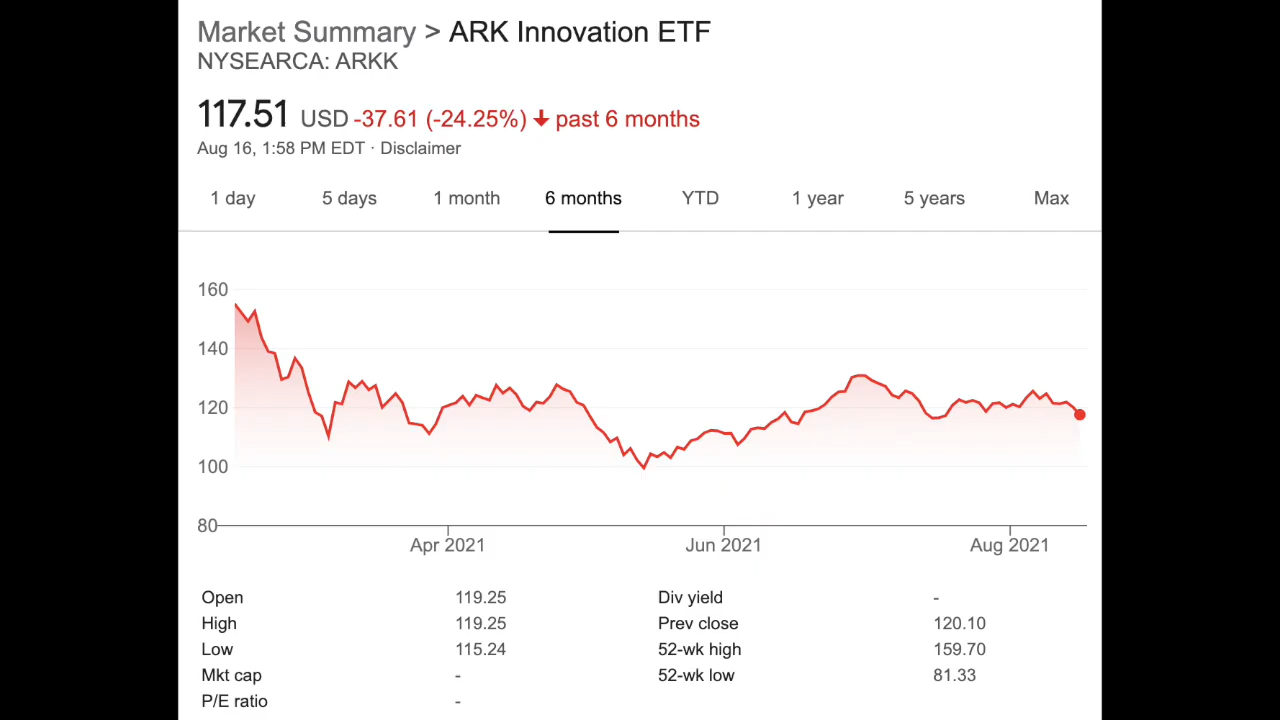 Market Summary > ARK Innovation ETF
NYSEARCA: ARKK
117.51 USD -37.61 (-24.25%) ↓ past 6 months
Aug 16, 1:58 PM EDT · Disclaimer
1 day 5 days 1 month 6 months YTD 1 year 5 years Max
160
140
120
100
80
Apr 2021 Jun 2021 Aug 2021
Open 119.25 Div yield -
High 119.25 Prev close 120.10
Low 115.24 52-wk high 159.70
Mkt cap - 52-wk low 81.33
P/E ratio -